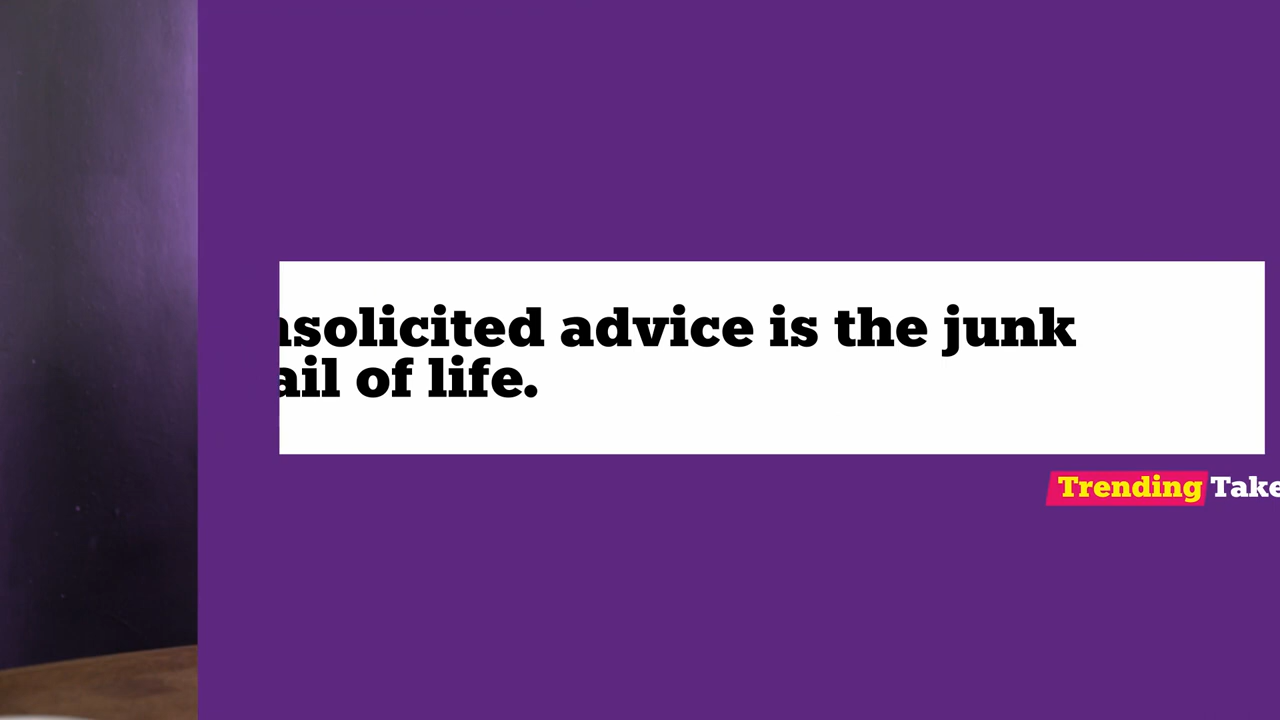 nsolicited advice is the junk
ail of life.
Trending Take